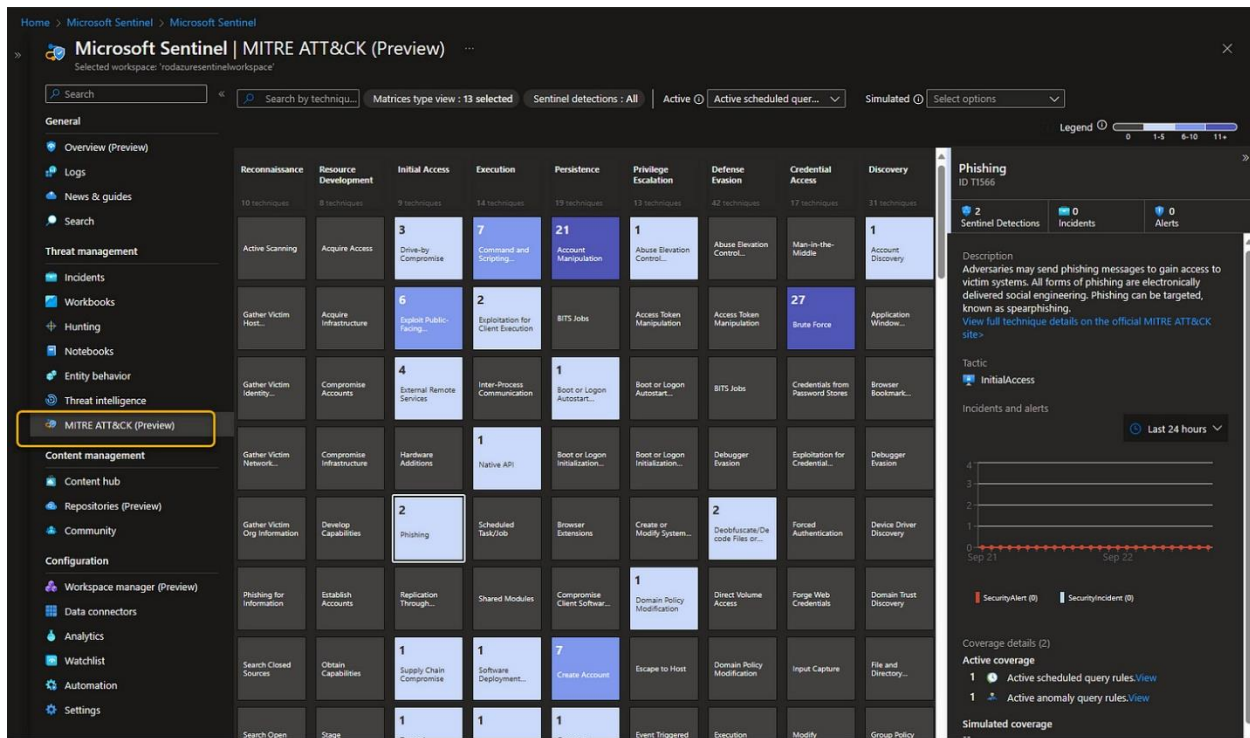 Home > Microsoft Sentinel > Microsoft Sentinel
Microsoft Sentinel | MITRE ATT&CK (Preview) ...
Selected workspace: 'rodazuresentinelworkspace'
Search
General
Overview (Preview)
Logs
News & guides
Search
Threat management
Incidents
Workbooks
Hunting
Notebooks
Entity behavior
Threat intelligence
MITRE ATT&CK (Preview)
Content management
Content hub
Repositories (Preview)
Community
Configuration
Workspace manager (Preview)
Data connectors
Analytics
Watchlist
Automation
Settings
Search by techniqu...
Matrices type view : 13 selected
Sentinel detections : All
Active
Active scheduled quer...
Simulated
Select options
Legend
0 1-5 6-10 11+
Reconnaissance
10 techniques
Active Scanning
Gather Victim
Host...
Gather Victim
Identity...
Gather Victim
Network...
Gather Victim
Org Information
Phishing for
Information
Search Closed
Sources
Search Open
Resource
Development
8 techniques
Acquire Access
Acquire
Infrastructure
Compromise
Accounts
Compromise
Infrastructure
Develop
Capabilities
Establish
Accounts
Obtain
Capabilities
Stage
Initial Access
9 techniques
3
Drive-by
Compromise
6
Exploit Public-
Facing...
4
External Remote
Services
Hardware
Additions
2
Phishing
Replication
Through...
1
Supply Chain
Compromise
1
Execution
14 techniques
7
Command and
Scripting...
2
Exploitation for
Client Execution
Inter-Process
Communication
1
Native API
Scheduled
Task/Job
Shared Modules
1
Software
Deployment...
1
Persistence
19 techniques
21
Account
Manipulation
BITS Jobs
1
Boot or Logon
Autostart...
Boot or Logon
Initialization...
Browser
Extensions
Compromise
Client Softwar...
7
Create Account
1
Privilege
Escalation
13 techniques
1
Abuse Elevation
Control...
Access Token
Manipulation
Boot or Logon
Autostart...
Boot or Logon
Initialization...
Create or
Modify System...
1
Domain Policy
Modification
Escape to Host
Event Triggered
Defense
Evasion
42 techniques
Abuse Elevation
Control...
Access Token
Manipulation
BITS Jobs
Debugger
Evasion
2
Deobfuscate/De
code Files or...
Direct Volume
Access
Domain Policy
Modification
Execution
Credential
Access
17 techniques
Man-in-the-
Middle
27
Brute Force
Credentials from
Password Stores
Exploitation for
Credential...
Forced
Authentication
Forge Web
Credentials
Input Capture
Modify
Discovery
31 techniques
1
Account
Discovery
Application
Window...
Browser
Bookmark...
Debugger
Evasion
Device Driver
Discovery
Domain Trust
Discovery
File and
Directory...
Group Policy
Phishing
ID T1566
2
Sentinel Detections
0
Incidents
0
Alerts
Description
Adversaries may send phishing messages to gain access to
victim systems. All forms of phishing are electronically
delivered social engineering. Phishing can be targeted,
known as spearphishing.
View full technique details on the official MITRE ATT&CK
site>
Tactic
InitialAccess
Incidents and alerts
Last 24 hours
4
3
2
1
0
Sep 21 Sep 22
SecurityAlert (0) SecurityIncident (0)
Coverage details (2)
Active coverage
1 Active scheduled query rules.View
1 Active anomaly query rules.View
Simulated coverage